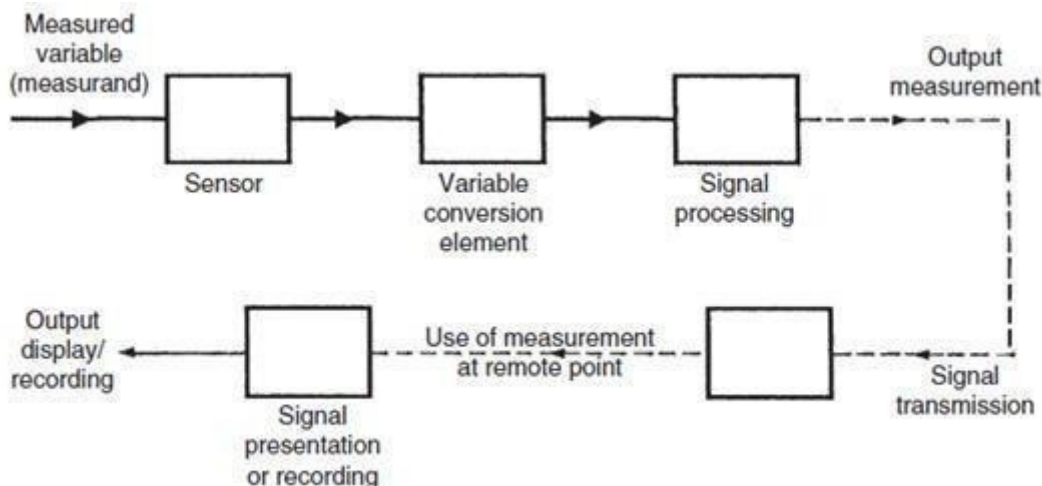 Measured
variable
(measurand)
Output
measurement
Sensor
Variable
conversion
element
Signal
processing
Output
display/
recording
Use of measurement
at remote point
Signal
transmission
Signal
presentation
or recording